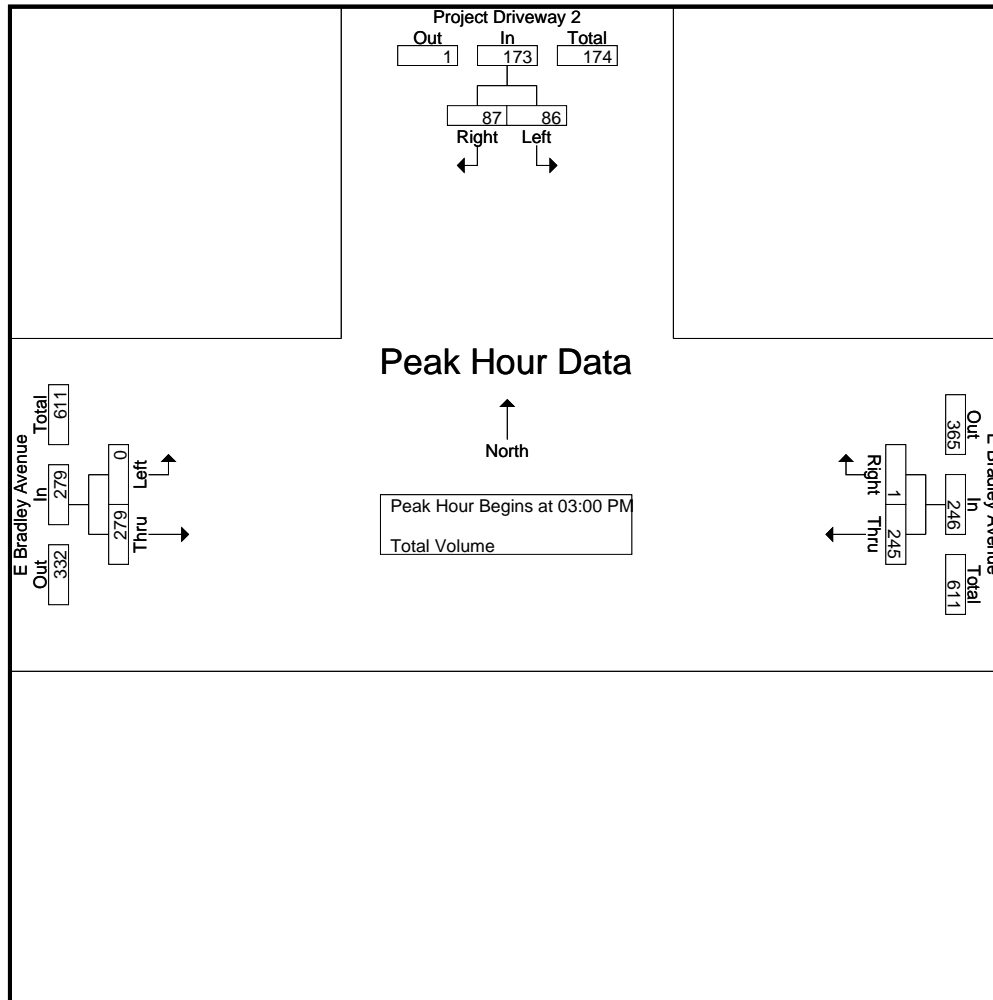 Project Driveway 2
Out In Total
1 173 174
87 86
Right Left
Peak Hour Data
North
Peak Hour Begins at 03:00 PM
Total Volume
E Bradley Avenue
Out In Total
332 279 611
0 279
Left Thru
E Bradley Avenue
Out In Total
365 246 611
1 245
Right Thru